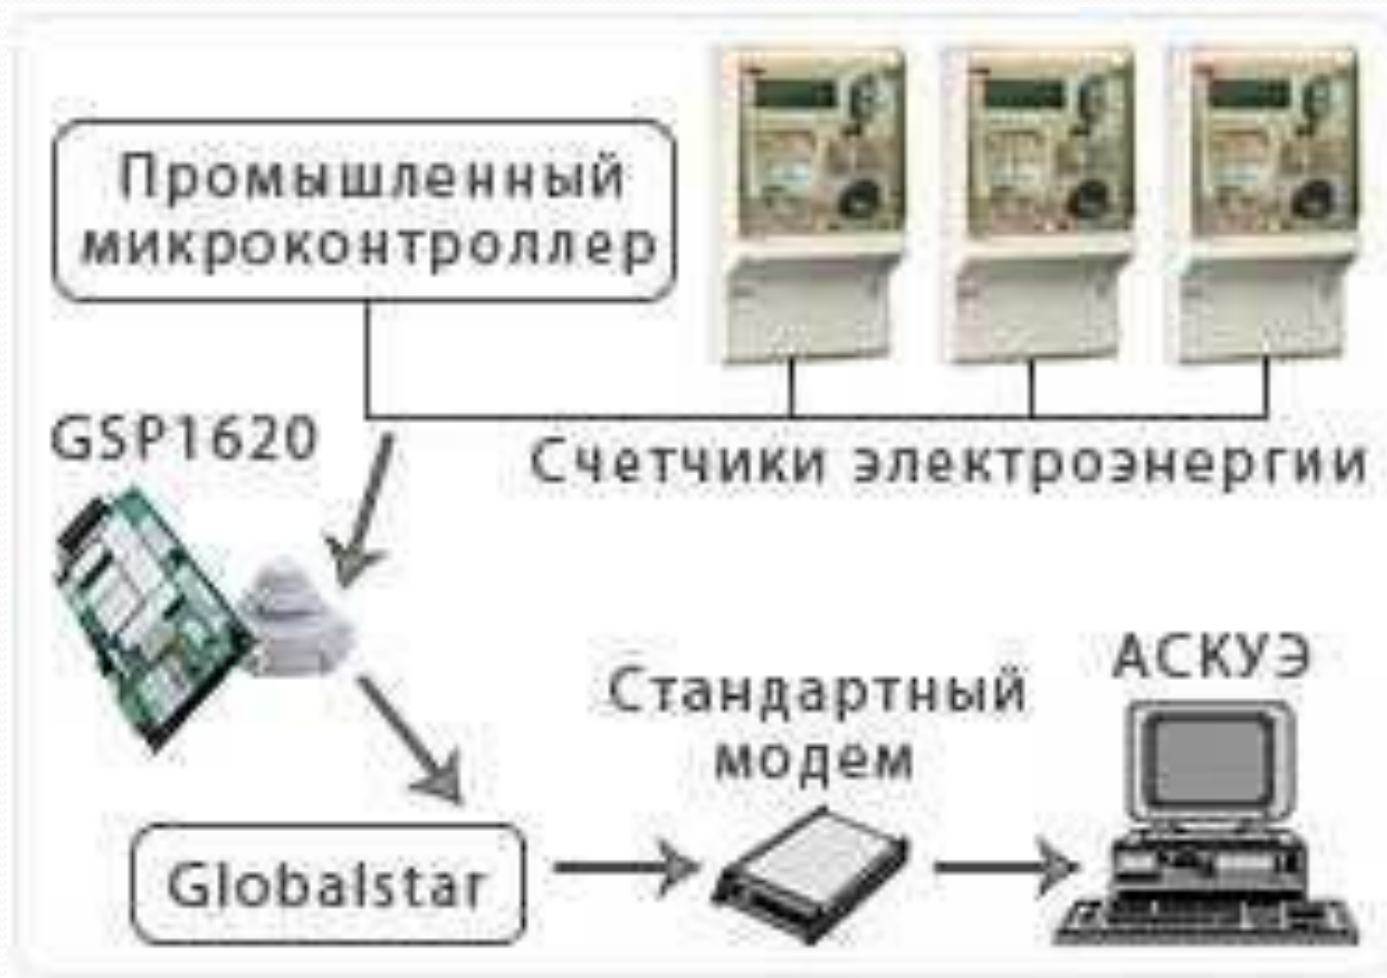 Промышленный
микроконтроллер
GSP1620
Счетчики электроэнергии
АСКУЭ
Стандартный
модем
Globalstar